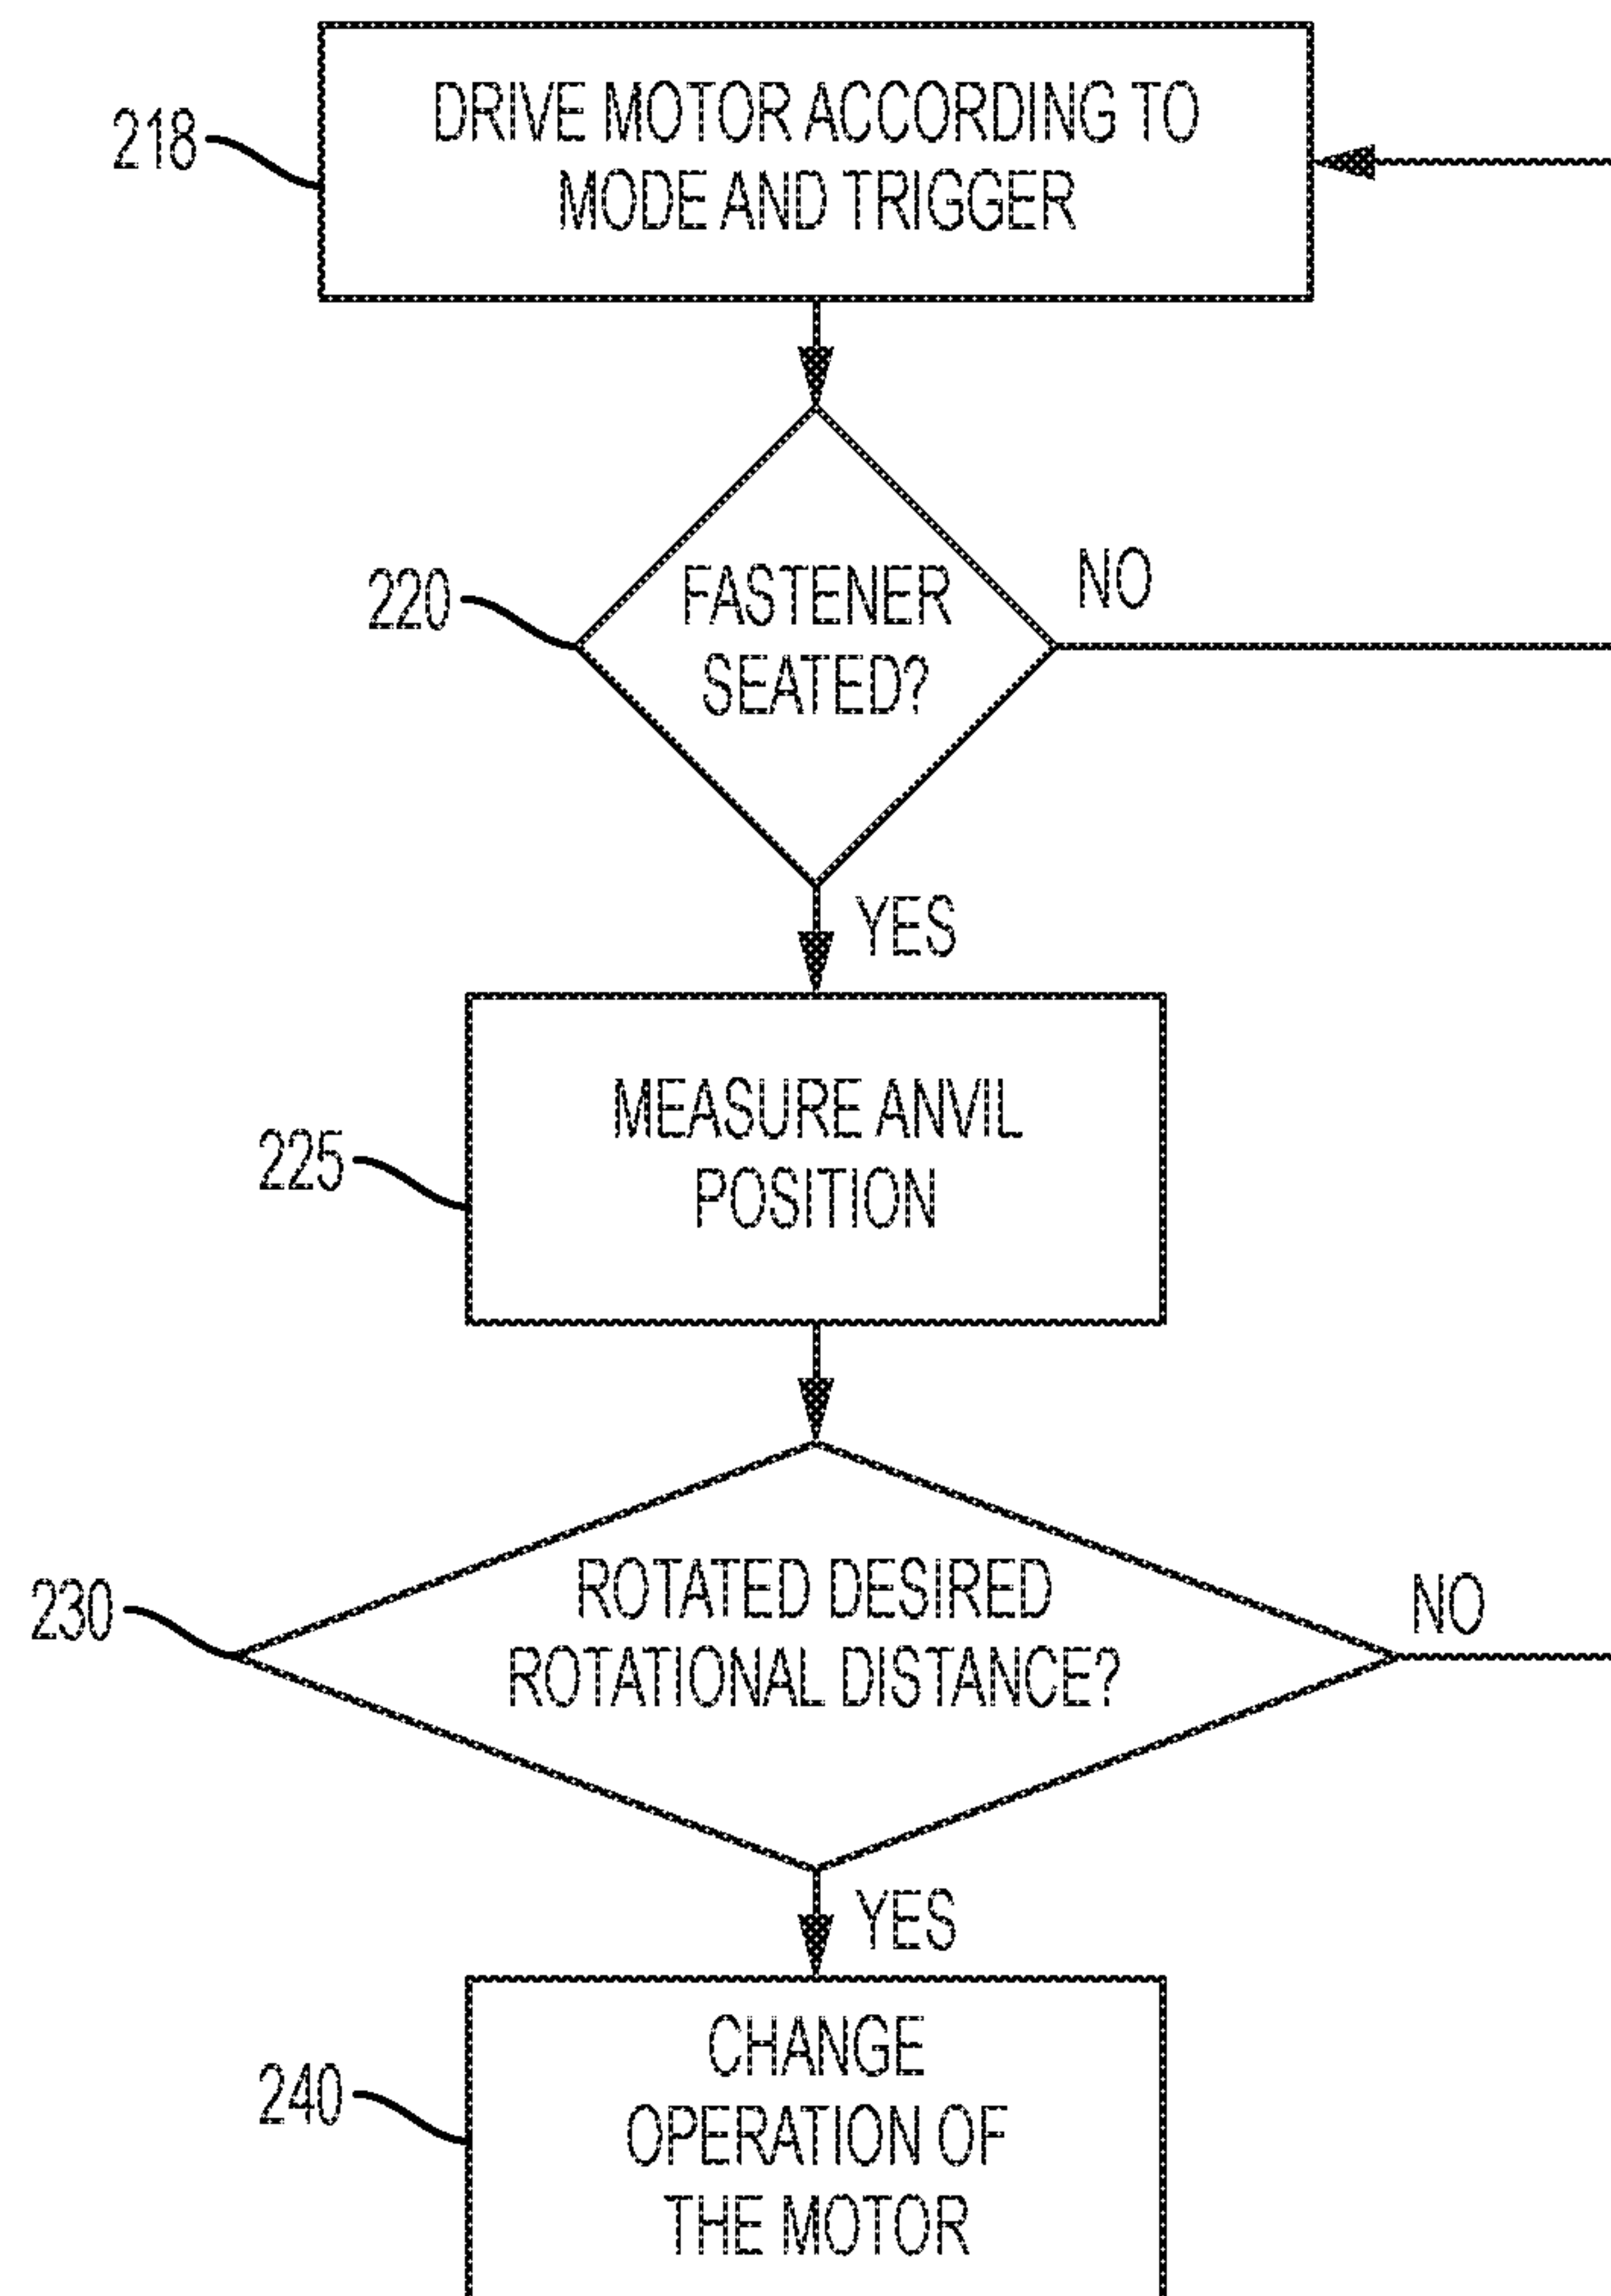 DRIVE MOTOR ACCORDING TO
MODE AND TRIGGER
218
FASTENER
SEATED?
220
NO
YES
MEASURE ANVIL
POSITION
225
ROTATED DESIRED
ROTATIONAL DISTANCE?
230
NO
YES
CHANGE
OPERATION OF
THE MOTOR
240